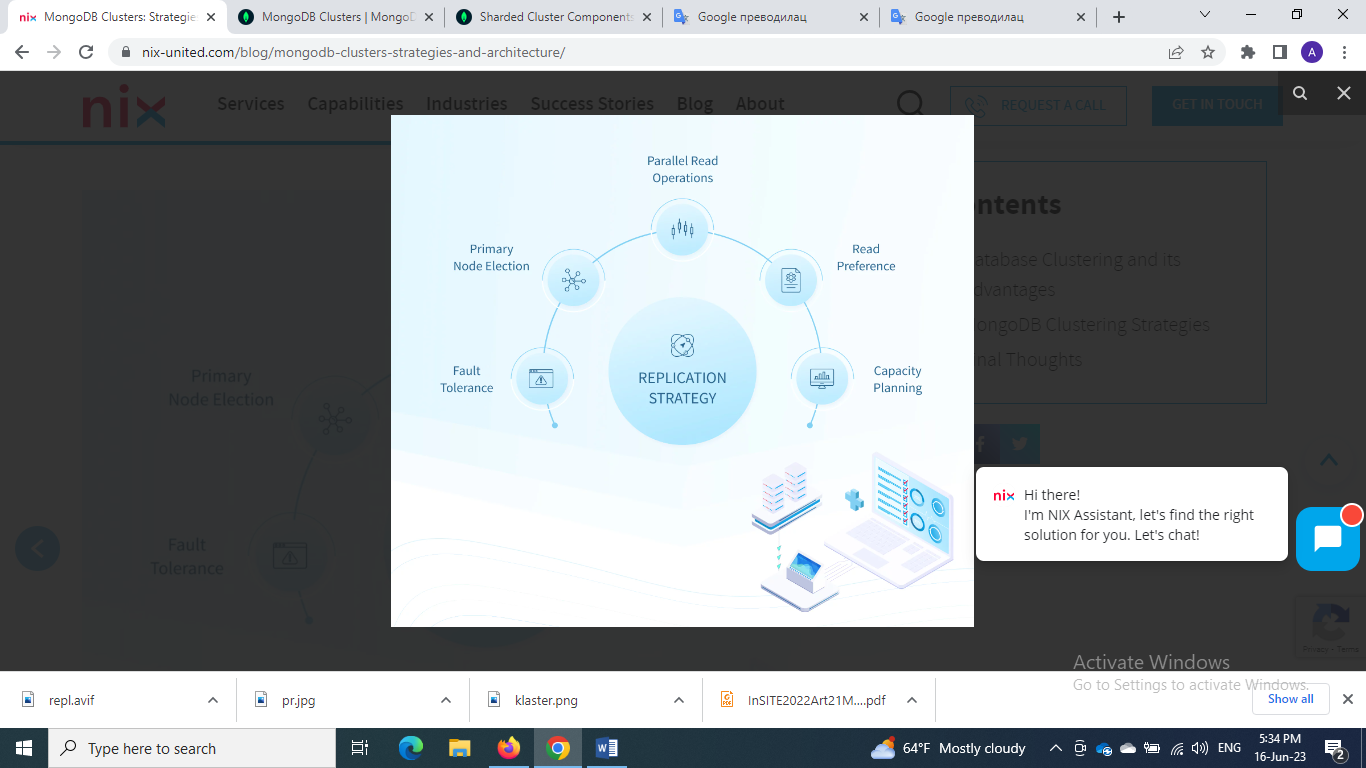 nix MongoDB Clusters: Strategie
MongoDB Clusters | MongoD
Sharded Cluster Components
Google преводилац
Google преводилац
nix-united.com/blog/mongodb-clusters-strategies-and-architecture/
A
nix
Services Capabilities Industries Success Stories Blog About
REQUEST A CALL
GET IN TOUCH
Parallel Read
Operations
Primary
Node Election
Read
Preference
Fault
Tolerance
REPLICATION
STRATEGY
Capacity
Planning
ntents
atabase Clustering and its
dvantages
ongoDB Clustering Strategies
nal Thoughts
Primary
Node Election
Fault
Tolerance
nix Hi there!
I'm NIX Assistant, let's find the right
solution for you. Let's chat!
Privacy - Terms
Activate Windows
Go to Settings to activate Windows.
repl.avif
pr.jpg
klaster.png
InSITE2022Art21M....pdf
Show all
Type here to search
64°F Mostly cloudy
ENG
5:34 PM
16-Jun-23
2